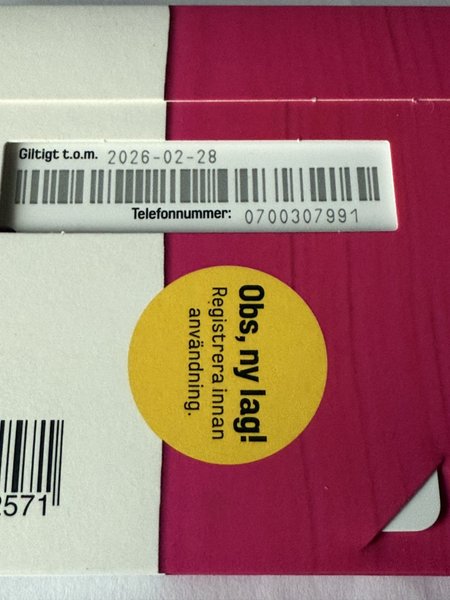 Giltigt t.o.m. 2026-02-28
Telefonnummer: 0700307991
Obs, ny lag!
Registrera innan
användning.
2571